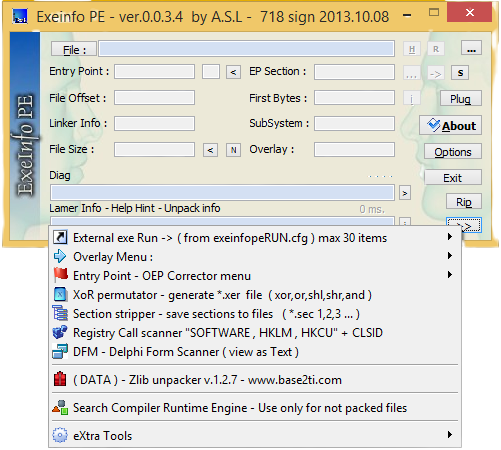 Exeinfo PE - ver.0.0.3.4 by A.S.L - 718 sign 2013.10.08
File : H R ...
Entry Point : < EP Section : ... -> S
File Offset : First Bytes : Plug
Linker Info : SubSystem : About
File Size : < N Overlay : Options
Diag Exit
> Rip
Lamer Info - Help Hint - Unpack info 0 ms.
>>
ExeInfo PE
External exe Run -> ( from exeinfopeRUN.cfg ) max 30 items
Overlay Menu :
Entry Point - OEP Corrector menu
XoR permutator - generate *.xer file ( xor,or,shl,shr,and )
Section stripper - save sections to files ( *.sec 1,2,3 ... )
Registry Call scanner "SOFTWARE , HKLM , HKCU" + CLSID
DFM - Delphi Form Scanner ( view as Text )
( DATA ) - Zlib unpacker v.1.2.7 - www.base2ti.com
Search Compiler Runtime Engine - Use only for not packed files
eXtra Tools